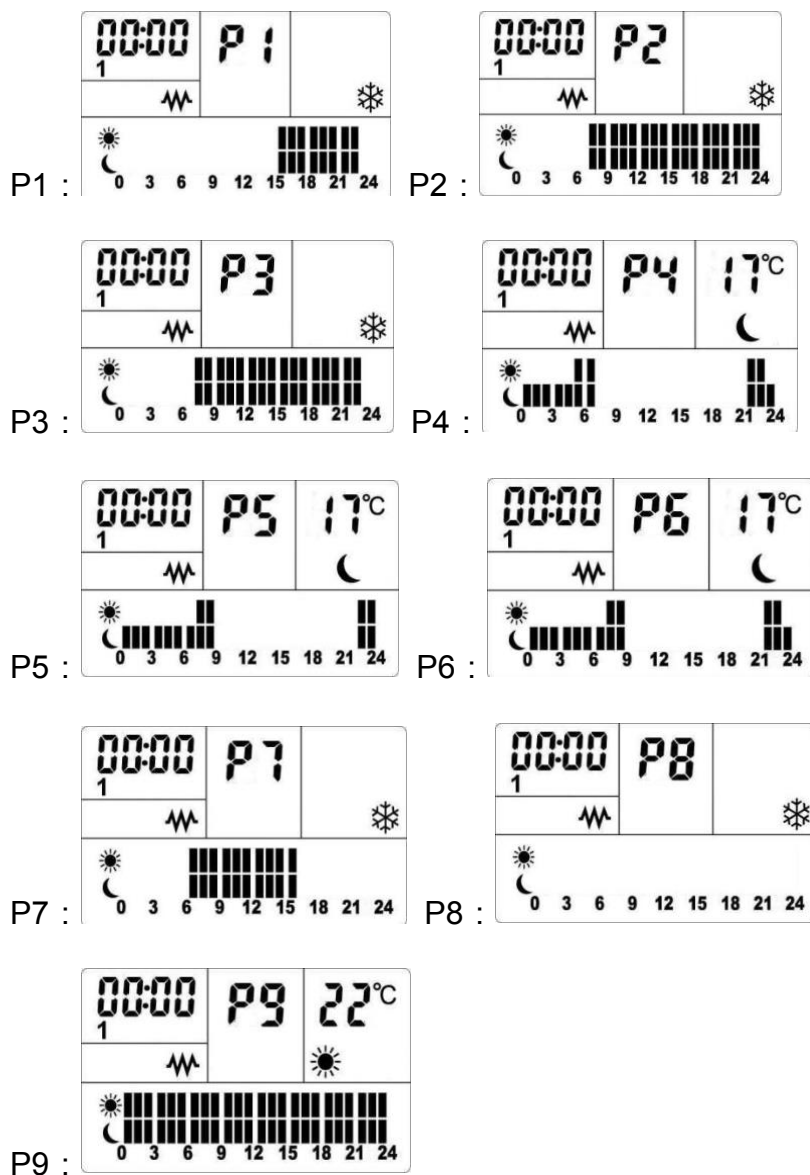 00:00 P1
1
0 3 6 9 12 15 18 21 24
P1 :
00:00 P2
1
0 3 6 9 12 15 18 21 24
P2 :
00:00 P3
1
0 3 6 9 12 15 18 21 24
P3 :
00:00 P4 17°C
1
0 3 6 9 12 15 18 21 24
P4 :
00:00 P5 17°C
1
0 3 6 9 12 15 18 21 24
P5 :
00:00 P6 17°C
1
0 3 6 9 12 15 18 21 24
P6 :
00:00 P7
1
0 3 6 9 12 15 18 21 24
P7 :
00:00 P8
1
0 3 6 9 12 15 18 21 24
P8 :
00:00 P9 22°C
1
0 3 6 9 12 15 18 21 24
P9 :